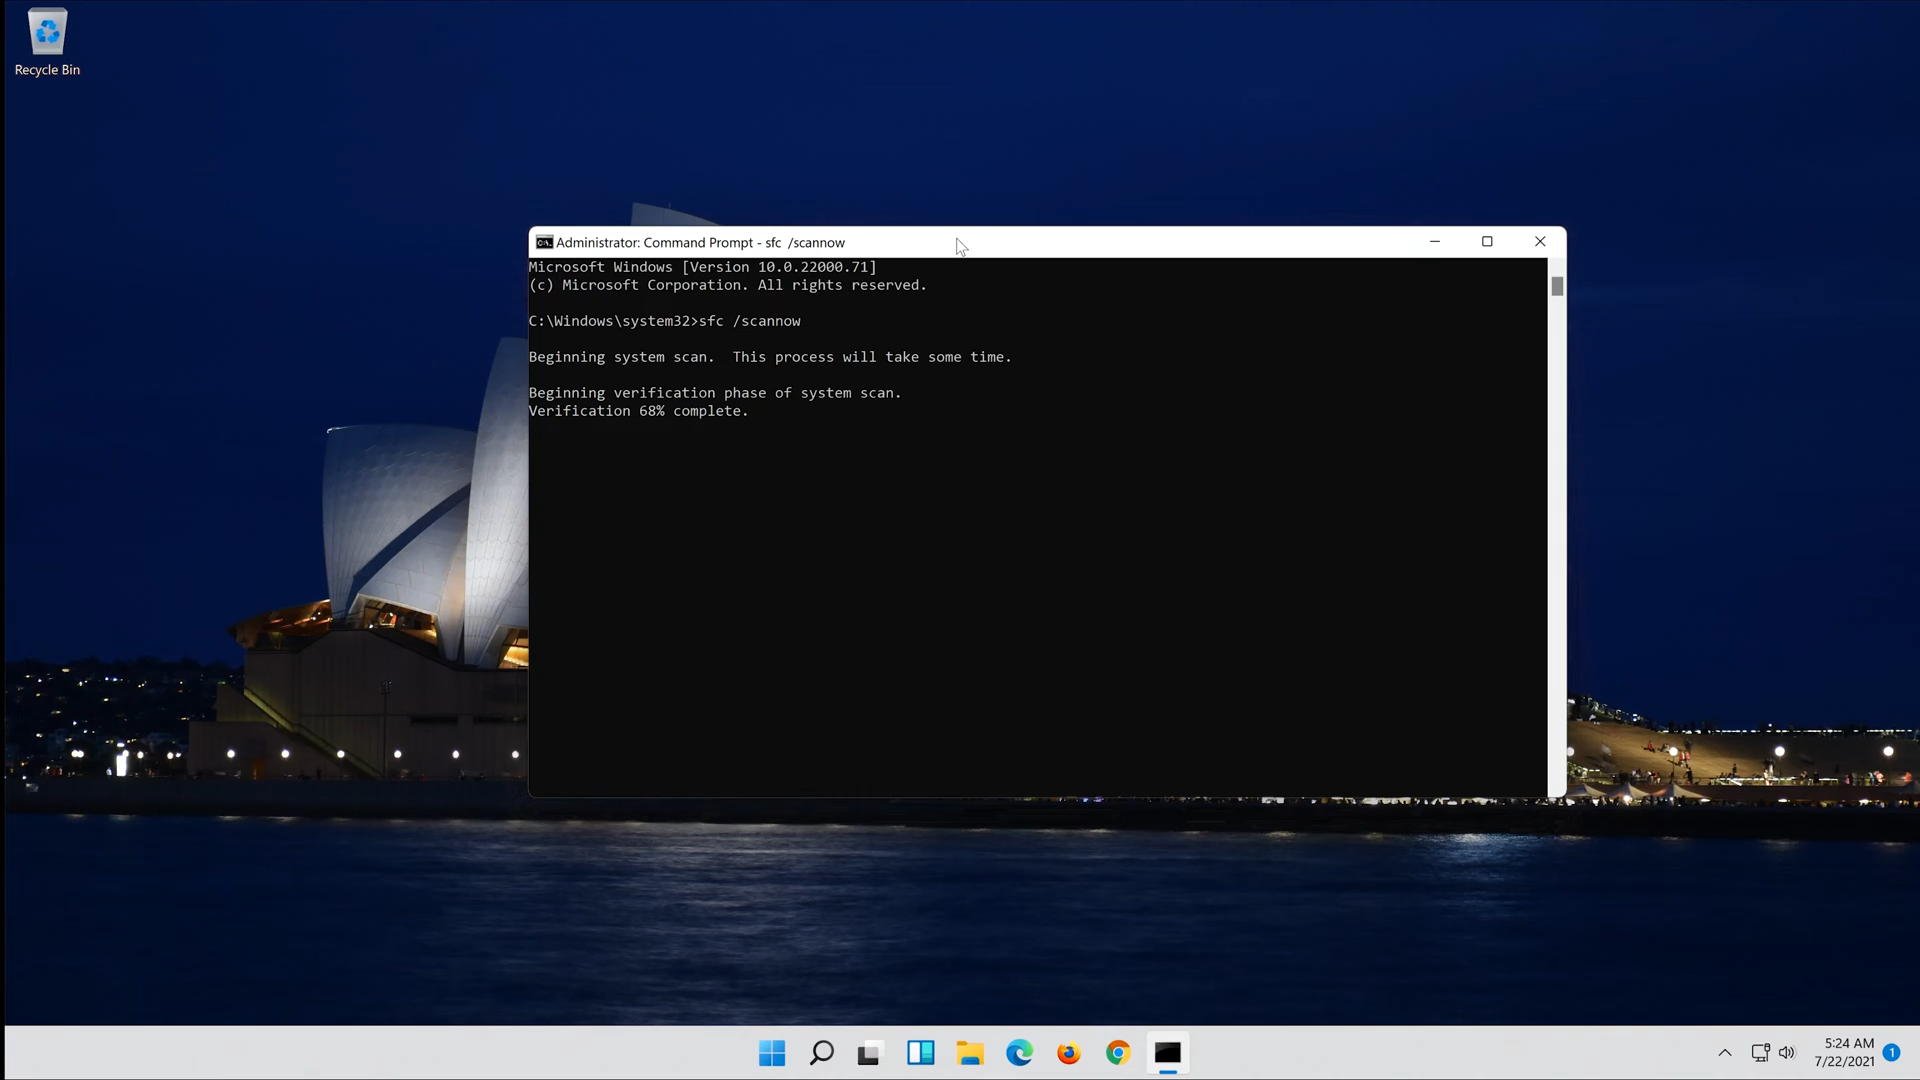 Recycle Bin
Administrator: Command Prompt - sfc  /scannow
Microsoft Windows [Version 10.0.22000.71]
(c) Microsoft Corporation. All rights reserved.
C:\Windows\system32>sfc /scannow
Beginning system scan.  This process will take some time.
Beginning verification phase of system scan.
Verification 68% complete.
5:24 AM
7/22/2021
1